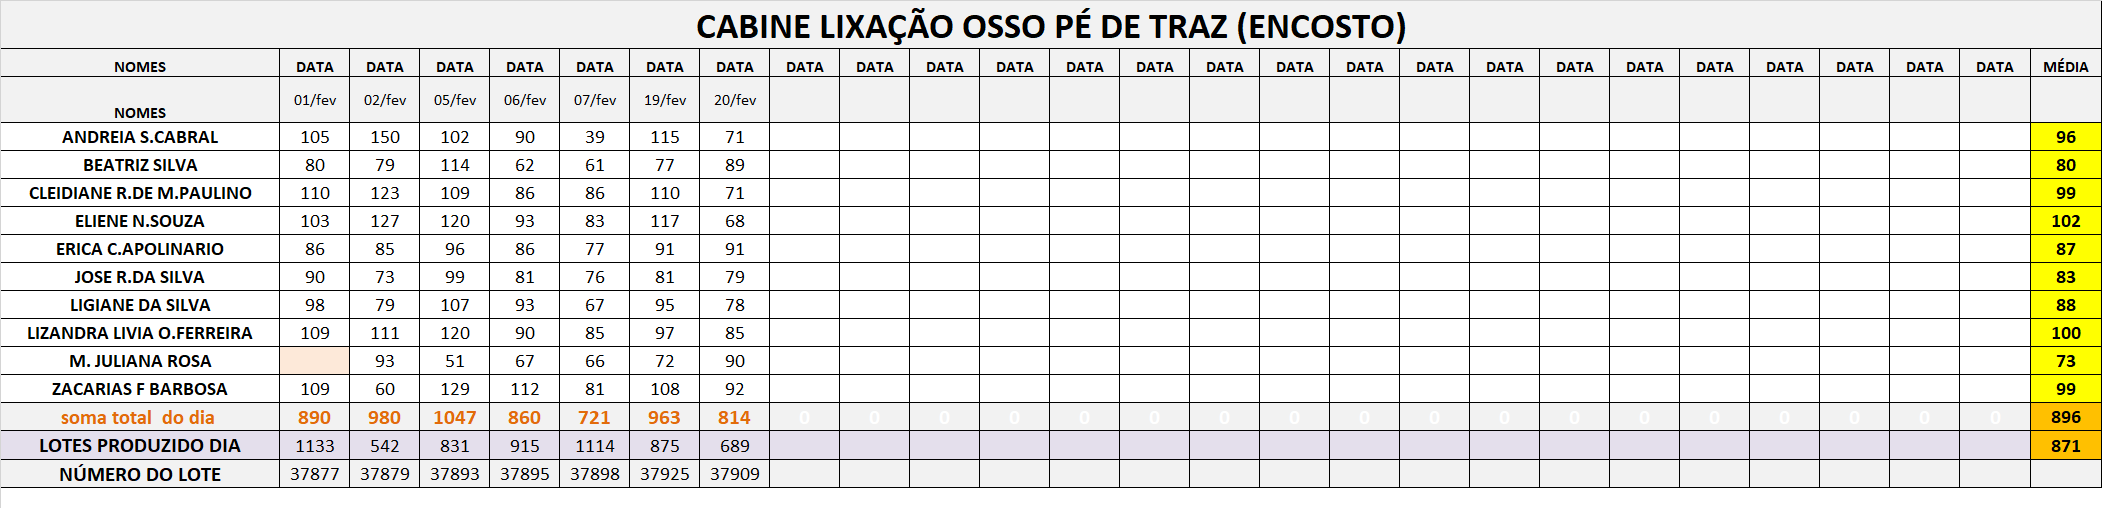 CABINE LIXAÇÃO OSSO PÉ DE TRAZ (ENCOSTO)
NOMES DATA DATA DATA DATA DATA DATA DATA DATA DATA DATA DATA DATA DATA DATA DATA DATA DATA DATA DATA DATA DATA DATA DATA DATA DATA MÉDIA
NOMES 01/fev 02/fev 05/fev 06/fev 07/fev 19/fev 20/fev
ANDREIA S.CABRAL 105 150 102 90 39 115 71 96
BEATRIZ SILVA 80 79 114 62 61 77 89 80
CLEIDIANE R.DE M.PAULINO 110 123 109 86 86 110 71 99
ELIENE N.SOUZA 103 127 120 93 83 117 68 102
ERICA C.APOLINARIO 86 85 96 86 77 91 91 87
JOSE R.DA SILVA 90 73 99 81 76 81 79 83
LIGIANE DA SILVA 98 79 107 93 67 95 78 88
LIZANDRA LIVIA O.FERREIRA 109 111 120 90 85 97 85 100
M. JULIANA ROSA 93 51 67 66 72 90 73
ZACARIAS F BARBOSA 109 60 129 112 81 108 92 99
soma total do dia 890 980 1047 860 721 963 814 0 0 0 0 0 0 0 0 0 0 0 0 0 0 0 0 0 0 896
LOTES PRODUZIDO DIA 1133 542 831 915 1114 875 689 871
NÚMERO DO LOTE 37877 37879 37893 37895 37898 37925 37909